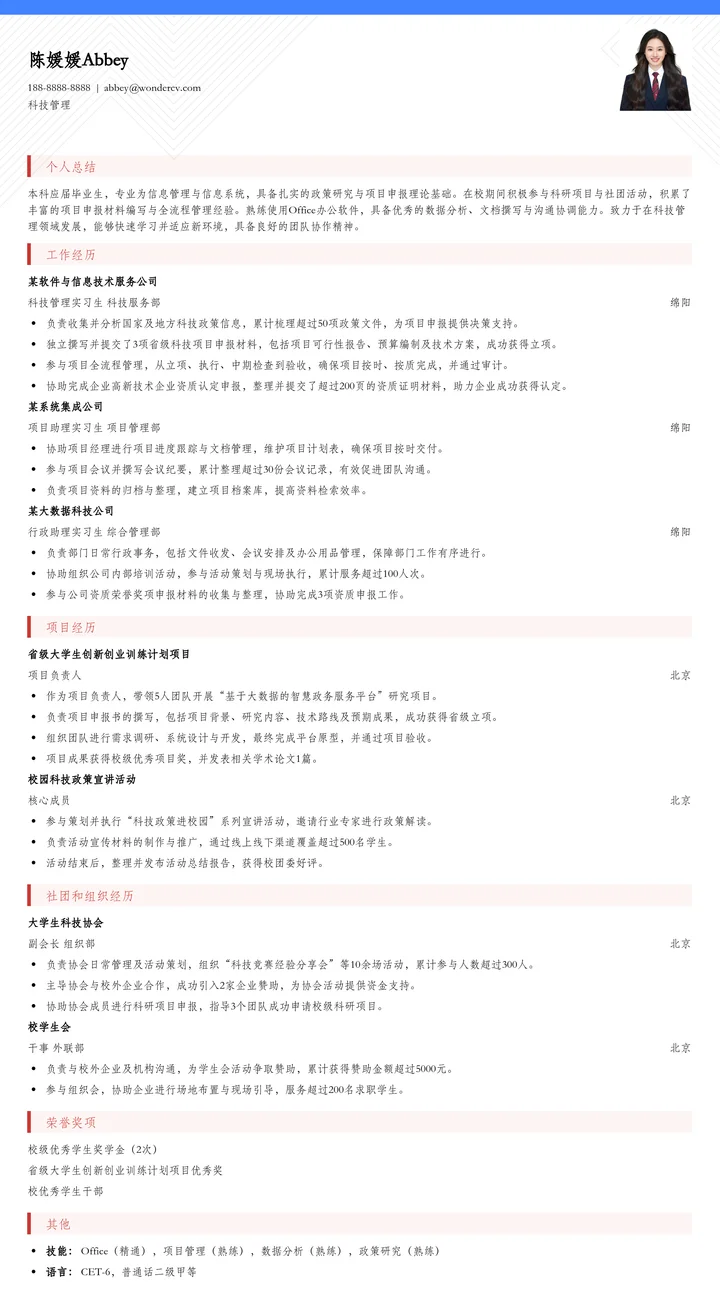 陈媛媛Abbey
188-8888-8888 | abbey@wondercv.com
科技管理
个人总结
本科应届毕业生，专业为信息管理与信息系统，具备扎实的政策研究与项目申报理论基础。在校期间积极参与科研项目与社团活动，积累了
丰富的项目申报材料编写与全流程管理经验。熟练使用Office办公软件，具备优秀的数据分析、文档撰写与沟通协调能力。致力于在科技管
理领域发展，能够快速学习并适应新环境，具备良好的团队协作精神。
工作经历
某软件与信息技术服务公司
科技管理实习生 科技服务部 绵阳
• 负责收集并分析国家及地方科技政策信息，累计梳理超过50项政策文件，为项目申报提供决策支持。
• 独立撰写并提交了3项省级科技项目申报材料，包括项目可行性报告、预算编制及技术方案，成功获得立项。
• 参与项目全流程管理，从立项、执行、中期检查到验收，确保项目按时、按质完成，并通过审计。
• 协助完成企业高新技术企业资质认定申报，整理并提交了超过200页的资质证明材料，助力企业成功获得认定。
某系统集成公司
项目助理实习生 项目管理部 绵阳
• 协助项目经理进行项目进度跟踪与文档管理，维护项目计划表，确保项目按时交付。
• 参与项目会议并撰写会议纪要，累计整理超过30份会议记录，有效促进团队沟通。
• 负责项目资料的归档与整理，建立项目档案库，提高资料检索效率。
某大数据科技公司
行政助理实习生 综合管理部 绵阳
• 负责部门日常行政事务，包括文件收发、会议安排及办公用品管理，保障部门工作有序进行。
• 协助组织公司内部培训活动，参与活动策划与现场执行，累计服务超过100人次。
• 参与公司资质荣誉奖项申报材料的收集与整理，协助完成3项资质申报工作。
项目经历
省级大学生创新创业训练计划项目
项目负责人 北京
• 作为项目负责人，带领5人团队开展“基于大数据的智慧政务服务平台”研究项目。
• 负责项目申报书的撰写，包括项目背景、研究内容、技术路线及预期成果，成功获得省级立项。
• 组织团队进行需求调研、系统设计与开发，最终完成平台原型，并通过项目验收。
• 项目成果获得校级优秀项目奖，并发表相关学术论文1篇。
校园科技政策宣讲活动
核心成员 北京
• 参与策划并执行“科技政策进校园”系列宣讲活动，邀请行业专家进行政策解读。
• 负责活动宣传材料的制作与推广，通过线上线下渠道覆盖超过500名学生。
• 活动结束后，整理并发布活动总结报告，获得校团委好评。
社团和组织经历
大学生科技协会
副会长 组织部 北京
• 负责协会日常管理及活动策划，组织“科技竞赛经验分享会”等10余场活动，累计参与人数超过300人。
• 主导协会与校外企业合作，成功引入2家企业赞助，为协会活动提供资金支持。
• 协助协会成员进行科研项目申报，指导3个团队成功申请校级科研项目。
校学生会
干事 外联部 北京
• 负责与校外企业及机构沟通，为学生会活动争取赞助，累计获得赞助金额超过5000元。
• 参与组织会，协助企业进行场地布置与现场引导，服务超过200名求职学生。
荣誉奖项
校级优秀学生奖学金（2次）
省级大学生创新创业训练计划项目优秀奖
校优秀学生干部
其他
• 技能： Office（精通），项目管理（熟练），数据分析（熟练），政策研究（熟练）
• 语言： CET-6，普通话二级甲等